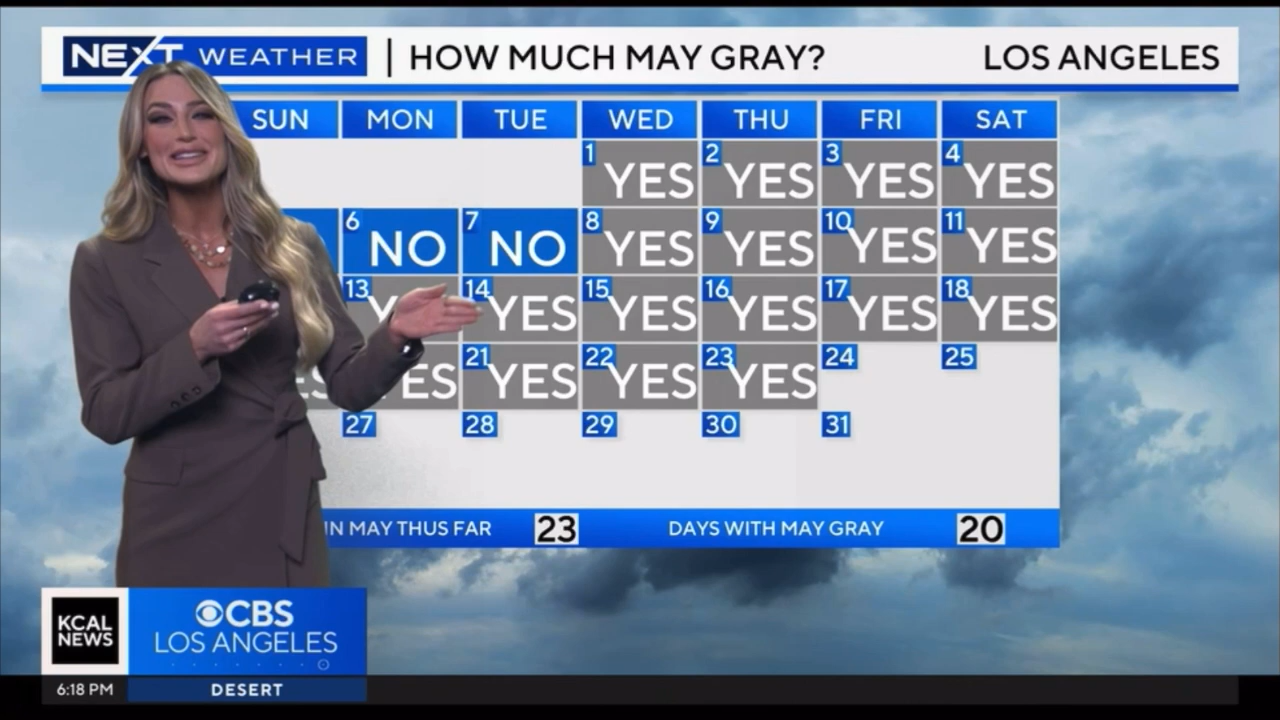 NEXT WEATHER | HOW MUCH MAY GRAY? LOS ANGELES
SUN MON TUE WED THU FRI SAT
1 YES 2 YES 3 YES 4 YES
6 NO 7 NO 8 YES 9 YES 10 YES 11 YES
13 14 YES 15 YES 16 YES 17 YES 18 YES
YES 21 YES 22 YES 23 YES 24 25
27 28 29 30 31
IN MAY THUS FAR 23 DAYS WITH MAY GRAY 20
KCAL NEWS
CBS
LOS ANGELES
6:18 PM DESERT